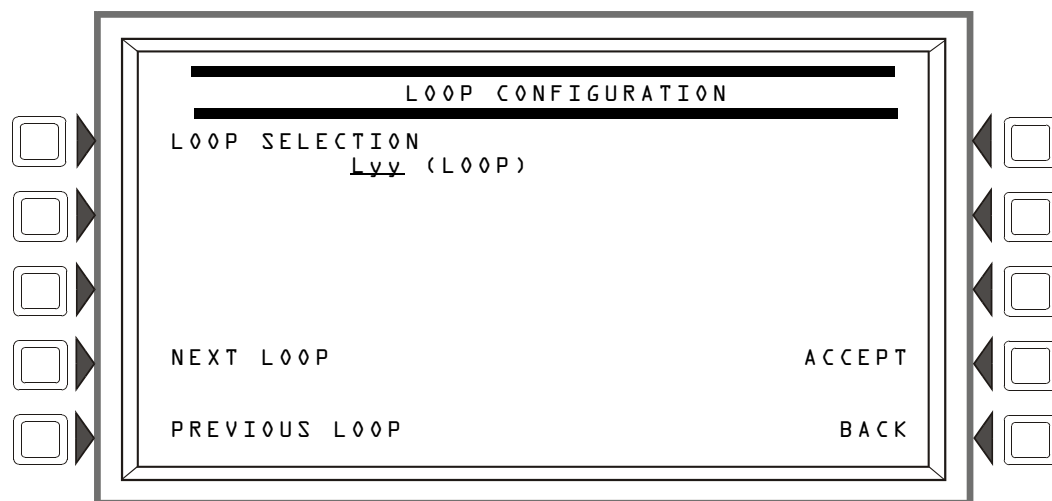 LOOP CONFIGURATION
LOOP SELECTION
Lyy (LOOP)
NEXT LOOP
ACCEPT
PREVIOUS LOOP
BACK